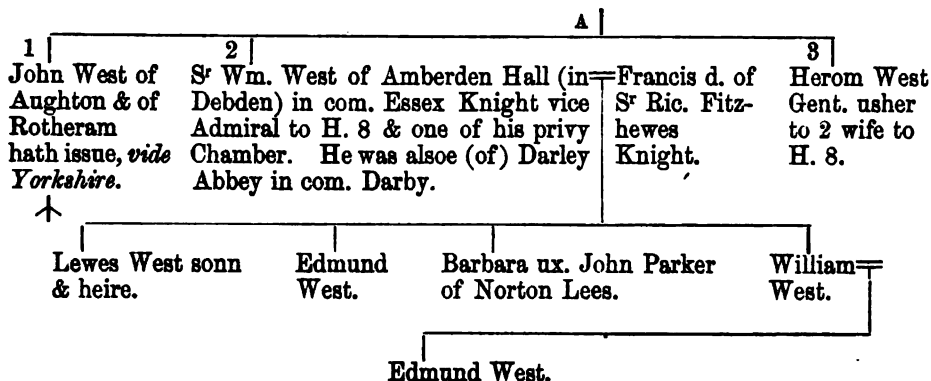 A
1
John West of
Aughton & of
Rotheram
hath issue, vide
Yorkshire.
2
Sr Wm. West of Amberden Hall (in
Debden) in com. Essex Knight vice
Admiral to H. 8 & one of his privy
Chamber. He was alsoe (of) Darley
Abbey in com. Darby.
Francis d. of
Sr Ric. Fitz-
hewes
Knight.
3
Herom West
Gent. usher
to 2 wife to
H. 8.
Lewes West sonn
& heire.
Edmund
West.
Barbara ux. John Parker
of Norton Lees.
William
West.
Edmund West.